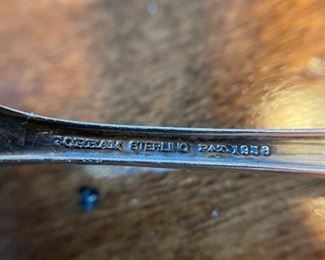 GORHAM STERLING PAT. 1938